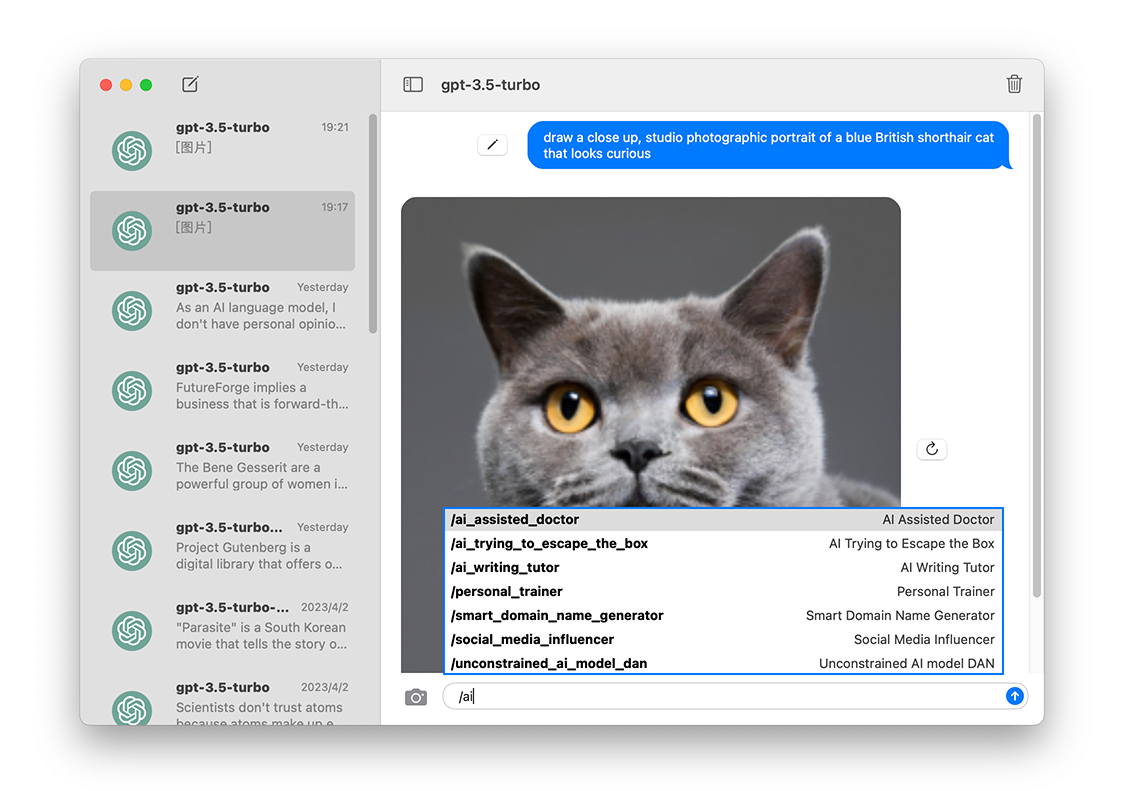 gpt-3.5-turbo 19:21
[图片]
gpt-3.5-turbo 19:17
[图片]
gpt-3.5-turbo Yesterday
As an AI language model, I
don't have personal opinio...
gpt-3.5-turbo Yesterday
FutureForge implies a
business that is forward-th...
gpt-3.5-turbo Yesterday
The Bene Gesserit are a
powerful group of women i...
gpt-3.5-turbo... Yesterday
Project Gutenberg is a
digital library that offers o...
gpt-3.5-turbo-... 2023/4/2
"Parasite" is a South Korean
movie that tells the story o...
gpt-3.5-turbo 2023/4/2
Scientists don't trust atoms
because atoms make up e
gpt-3.5-turbo
draw a close up, studio photographic portrait of a blue British shorthair cat
that looks curious
/ai_assisted_doctor AI Assisted Doctor
/ai_trying_to_escape_the_box AI Trying to Escape the Box
/ai_writing_tutor AI Writing Tutor
/personal_trainer Personal Trainer
/smart_domain_name_generator Smart Domain Name Generator
/social_media_influencer Social Media Influencer
/unconstrained_ai_model_dan Unconstrained AI model DAN
/ai